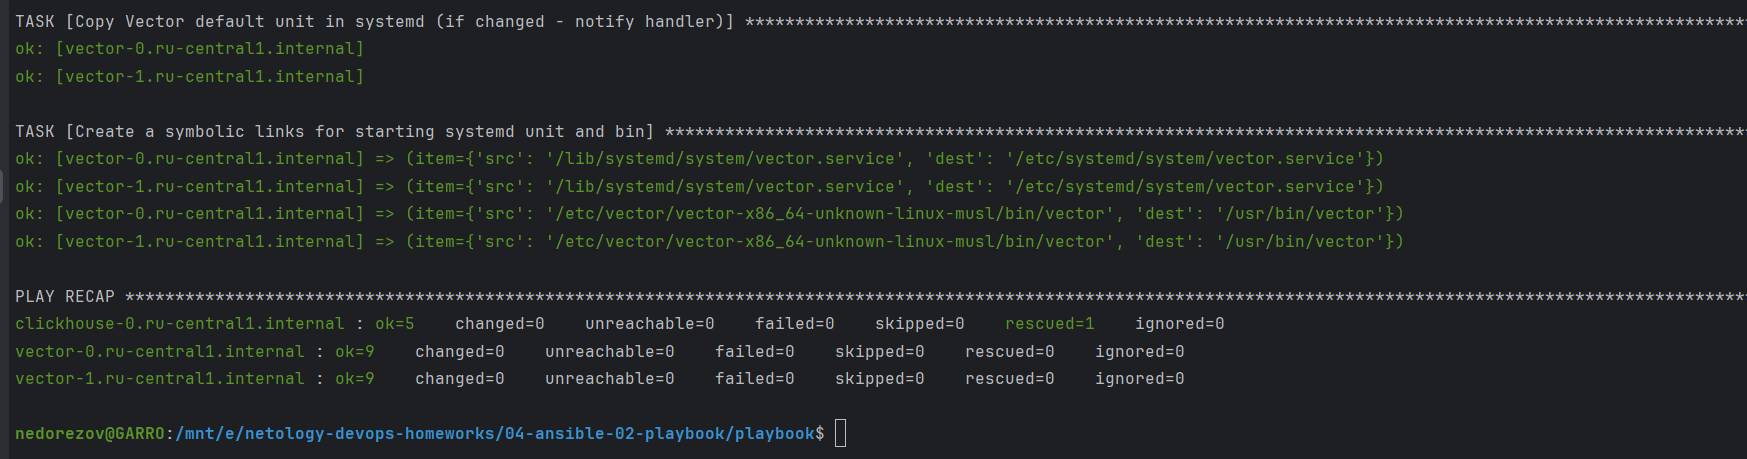 TASK [Copy Vector default unit in systemd (if changed - notify handler)] ****************************************************************************************************
ok: [vector-0.ru-central1.internal]
ok: [vector-1.ru-central1.internal]
TASK [Create a symbolic links for starting systemd unit and bin] ************************************************************************************************************
ok: [vector-0.ru-central1.internal] => (item={'src': '/lib/systemd/system/vector.service', 'dest': '/etc/systemd/system/vector.service'})
ok: [vector-1.ru-central1.internal] => (item={'src': '/lib/systemd/system/vector.service', 'dest': '/etc/systemd/system/vector.service'})
ok: [vector-0.ru-central1.internal] => (item={'src': '/etc/vector/vector-x86_64-unknown-linux-musl/bin/vector', 'dest': '/usr/bin/vector'})
ok: [vector-1.ru-central1.internal] => (item={'src': '/etc/vector/vector-x86_64-unknown-linux-musl/bin/vector', 'dest': '/usr/bin/vector'})
PLAY RECAP ******************************************************************************************************************************************************************
clickhouse-0.ru-central1.internal : ok=5    changed=0    unreachable=0    failed=0    skipped=0    rescued=1    ignored=0
vector-0.ru-central1.internal : ok=9    changed=0    unreachable=0    failed=0    skipped=0    rescued=0    ignored=0
vector-1.ru-central1.internal : ok=9    changed=0    unreachable=0    failed=0    skipped=0    rescued=0    ignored=0
nedorezov@GARRO:/mnt/e/netology-devops-homeworks/04-ansible-02-playbook/playbook$